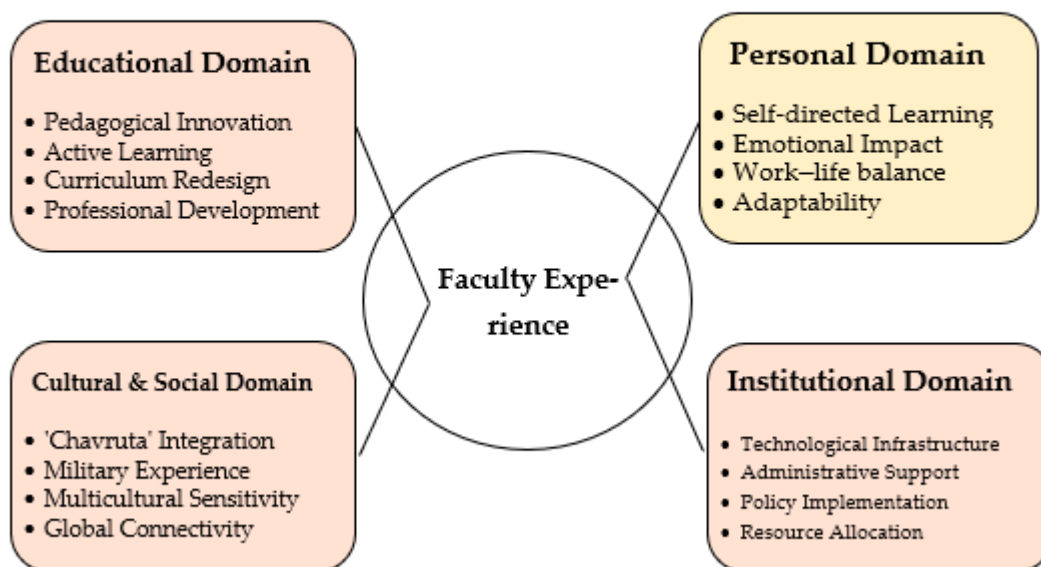 Educational Domain
• Pedagogical Innovation
• Active Learning
• Curriculum Redesign
• Professional Development
Personal Domain
• Self-directed Learning
• Emotional Impact
• Work–life balance
• Adaptability
Faculty Expe-
rience
Cultural & Social Domain
• 'Chavruta' Integration
• Military Experience
• Multicultural Sensitivity
• Global Connectivity
Institutional Domain
• Technological Infrastructure
• Administrative Support
• Policy Implementation
• Resource Allocation